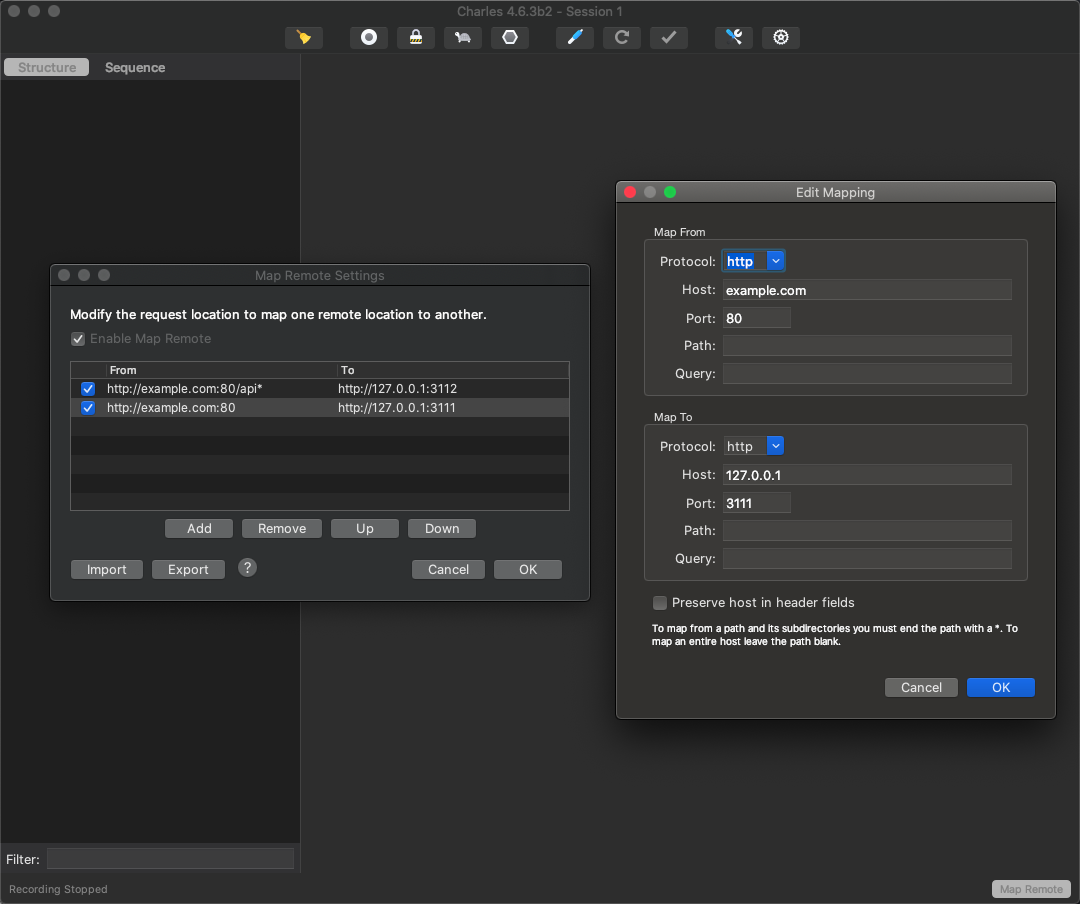 Charles 4.6.3b2 - Session 1
Structure Sequence
Map Remote Settings
Modify the request location to map one remote location to another.
Enable Map Remote
From To
http://example.com:80/api* http://127.0.0.1:3112
http://example.com:80 http://127.0.0.1:3111
Add Remove Up Down
Import Export ? Cancel OK
Edit Mapping
Map From
Protocol: http
Host: example.com
Port: 80
Path:
Query:
Map To
Protocol: http
Host: 127.0.0.1
Port: 3111
Path:
Query:
Preserve host in header fields
To map from a path and its subdirectories you must end the path with a *. To
map an entire host leave the path blank.
Cancel OK
Filter:
Recording Stopped Map Remote